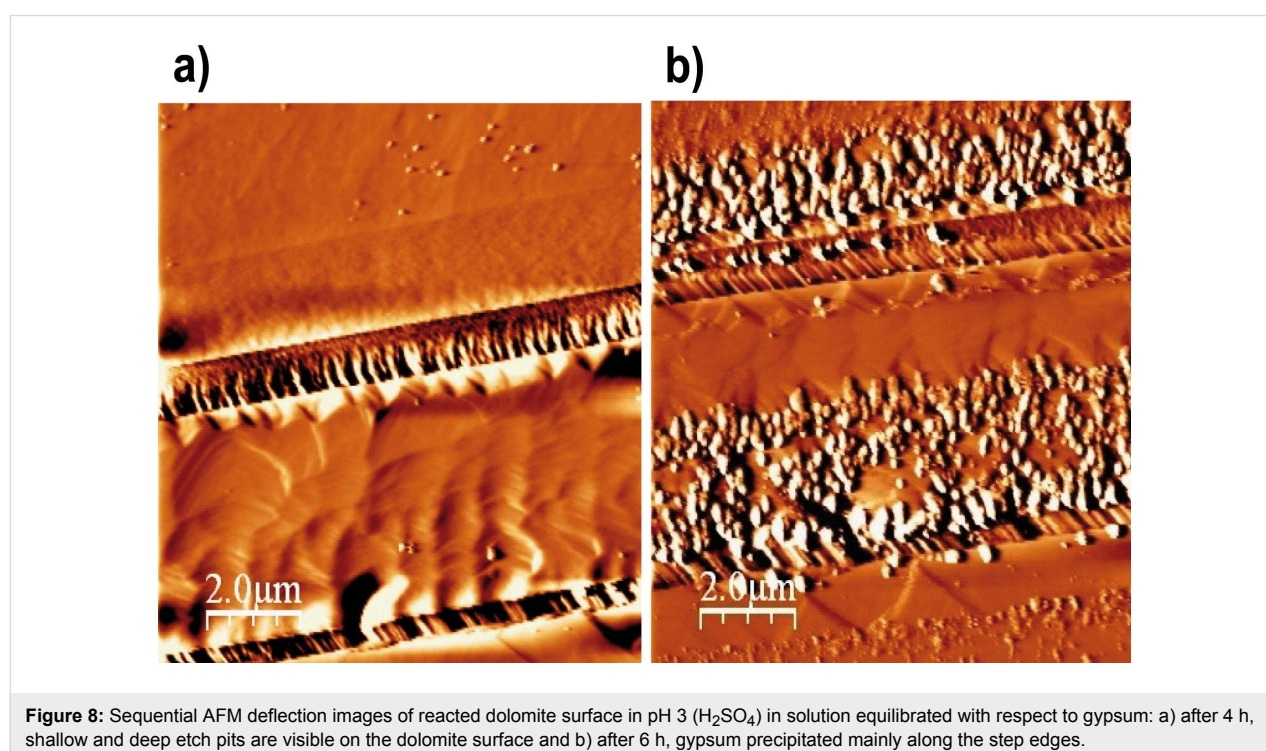 a)
b)
2.0µm
2.0µm
Figure 8: Sequential AFM deflection images of reacted dolomite surface in pH 3 (H₂SO₄) in solution equilibrated with respect to gypsum: a) after 4 h,
shallow and deep etch pits are visible on the dolomite surface and b) after 6 h, gypsum precipitated mainly along the step edges.